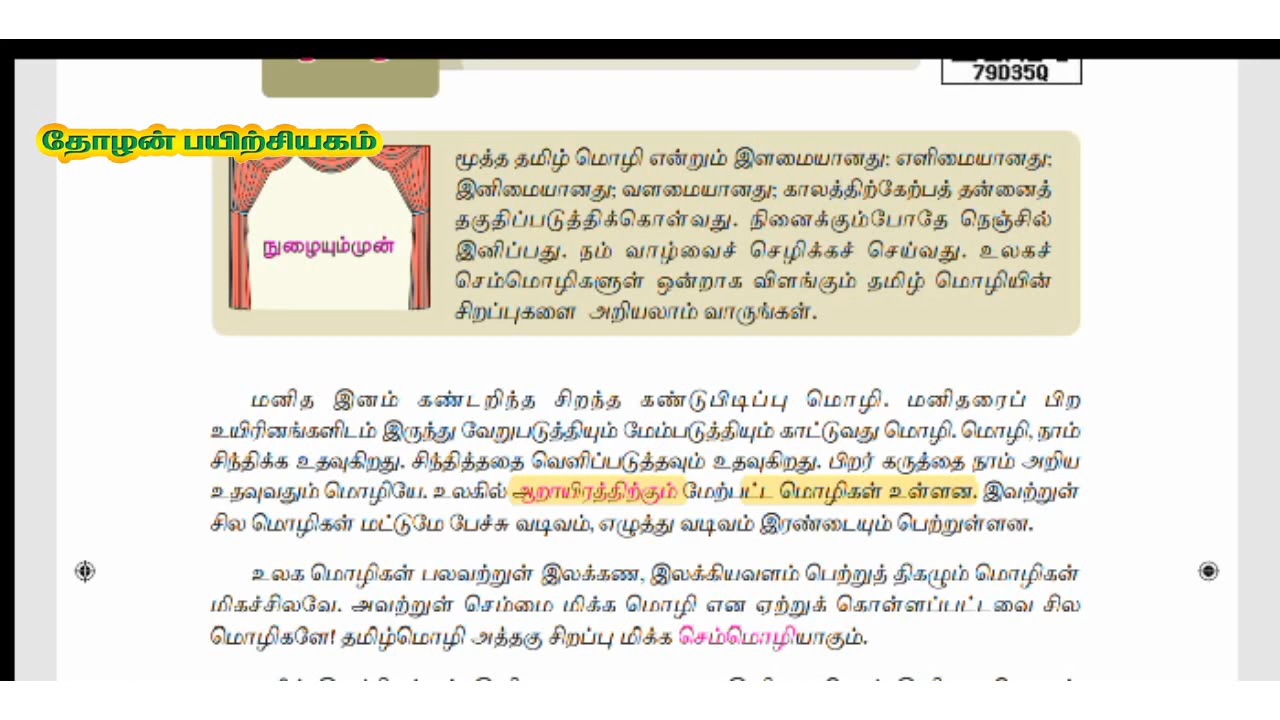 79D35Q
தோழன் பயிற்சியகம்
நுழையும்முன்
மூத்த தமிழ் மொழி என்றும் இளமையானது: எளிமையானது:
இனிமையானது; வளமையானது; காலத்திற்கேற்பத் தன்னைத்
தகுதிப்படுத்திக்கொள்வது. நினைக்கும்போதே நெஞ்சில்
இனிப்பது. நம் வாழ்வைச் செழிக்கச் செய்வது. உலகச்
செம்மொழிகளுள் ஒன்றாக விளங்கும் தமிழ் மொழியின்
சிறப்புகளை அறியலாம் வாருங்கள்.
மனித இனம் கண்டறிந்த சிறந்த கண்டுபிடிப்பு மொழி. மனிதரைப் பிற
உயிரினங்களிடம் இருந்து வேறுபடுத்தியும் மேம்படுத்தியும் காட்டுவது மொழி. மொழி, நாம்
சிந்திக்க உதவுகிறது. சிந்தித்ததை வெளிப்படுத்தவும் உதவுகிறது. பிறர் கருத்தை நாம் அறிய
உதவுவதும் மொழியே. உலகில் ஆறாயிரத்திற்கும் மேற்பட்ட மொழிகள் உள்ளன. இவற்றுள்
சில மொழிகள் மட்டுமே பேச்சு வடிவம், எழுத்து வடிவம் இரண்டையும் பெற்றுள்ளன.
உலக மொழிகள் பலவற்றுள் இலக்கண, இலக்கியவளம் பெற்றுத் திகழும் மொழிகள்
மிகச்சிலவே. அவற்றுள் செம்மை மிக்க மொழி என ஏற்றுக் கொள்ளப்பட்டவை சில
மொழிகளே! தமிழ்மொழி அத்தகு சிறப்பு மிக்க செம்மொழியாகும்.